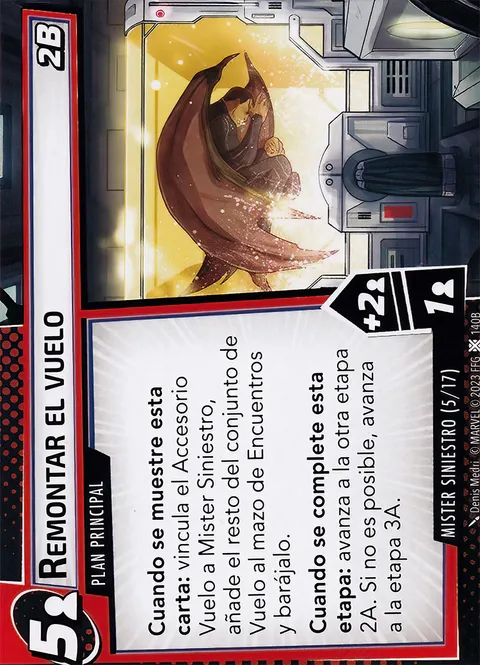 REMONTAR EL VUELO
2B
5
PLAN PRINCIPAL
Cuando se muestre esta
carta: vincula el Accesorio
Vuelo a Mister Siniestro,
añade el resto del conjunto de
Vuelo al mazo de Encuentros
y barájalo.
Cuando se complete esta
etapa: avanza a la otra etapa
2A. Si no es posible, avanza
a la etapa 3A.
+2
1
MISTER SINIESTRO (5/17)
Denis Medri © MARVEL © 2023 FFG 140B